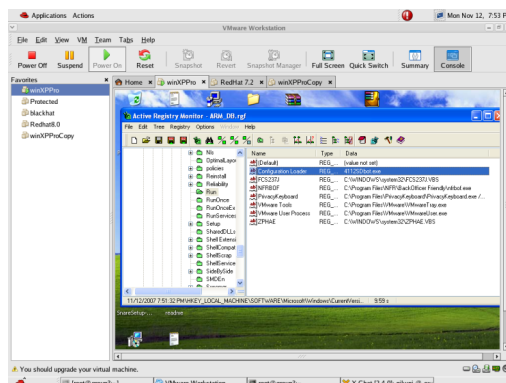 Applications Actions
Mon Nov 12, 7:53 P
VMware Workstation
File Edit View VM Team Tabs Help
Power Off Suspend Power On Reset Snapshot Revert Snapshot Manager Full Screen Quick Switch Summary Console
Favorites
winXPPro
Protected
blackhat
Redhat8.0
winXPProCopy
Home winXPPro RedHat 7.2 winXPProCopy
Active Registry Monitor - ARM_DB.rgf
File Edit Tree Registry Options Window Help
Name Type Data
Nls
OptimalLayou
policies
Reinstall
Reliability
Run
RunOnce
RunOnceEx
RunServices
Setup
SharedDLLs
Shell Extensi
ShellCompat
ShellScrap
ShellService
SideBySide
SMDEn
(Default) REG_... (value not set)
Configuration Loader REG_... 4112SDbot.exe
FCS237J REG_... C:\WINDOWS\system32\FCS237J.VBS
NFRBOF REG_... C:\Program Files\NFR\BackOfficer Friendly\nfrbof.exe
PrivacyKeyboard REG_... C:\Program Files\PrivacyKeyboard\PrivacyKeyboard.exe /...
VMware Tools REG_... C:\Program Files\VMware\VMwareTray.exe
VMware User Process REG_... C:\Program Files\VMware\VMwareUser.exe
ZPHAE REG_... C:\WINDOWS\system32\ZPHAE.VBS
11/12/2007 7:51:32 PM\HKEY_LOCAL_MACHINE\SOFTWARE\Microsoft\Windows\CurrentVersi... 9.59 c
SnareSetup-... readme
You should upgrade your virtual machine.
VMware Workstation